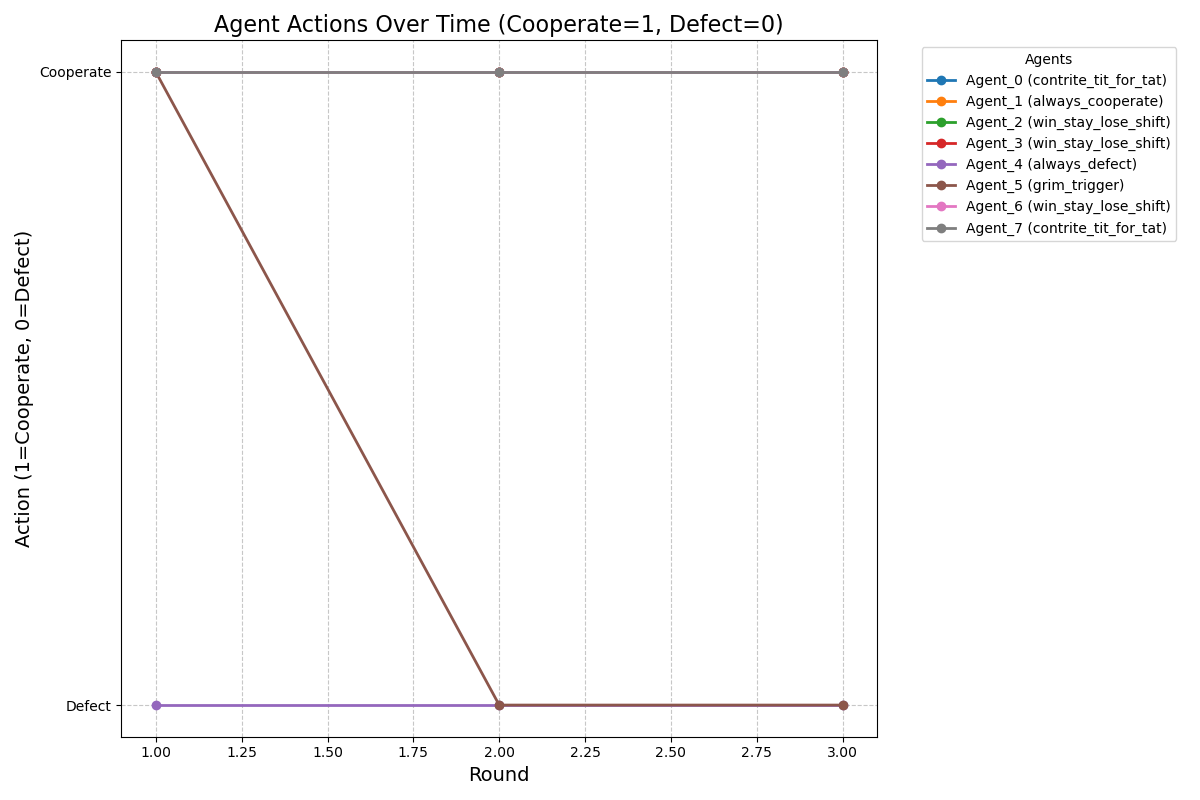 Agent Actions Over Time (Cooperate=1, Defect=0)
Action (1=Cooperate, 0=Defect)
Cooperate
Defect
1.00 1.25 1.50 1.75 2.00 2.25 2.50 2.75 3.00
Round
Agents
Agent_0 (contrite_tit_for_tat)
Agent_1 (always_cooperate)
Agent_2 (win_stay_lose_shift)
Agent_3 (win_stay_lose_shift)
Agent_4 (always_defect)
Agent_5 (grim_trigger)
Agent_6 (win_stay_lose_shift)
Agent_7 (contrite_tit_for_tat)